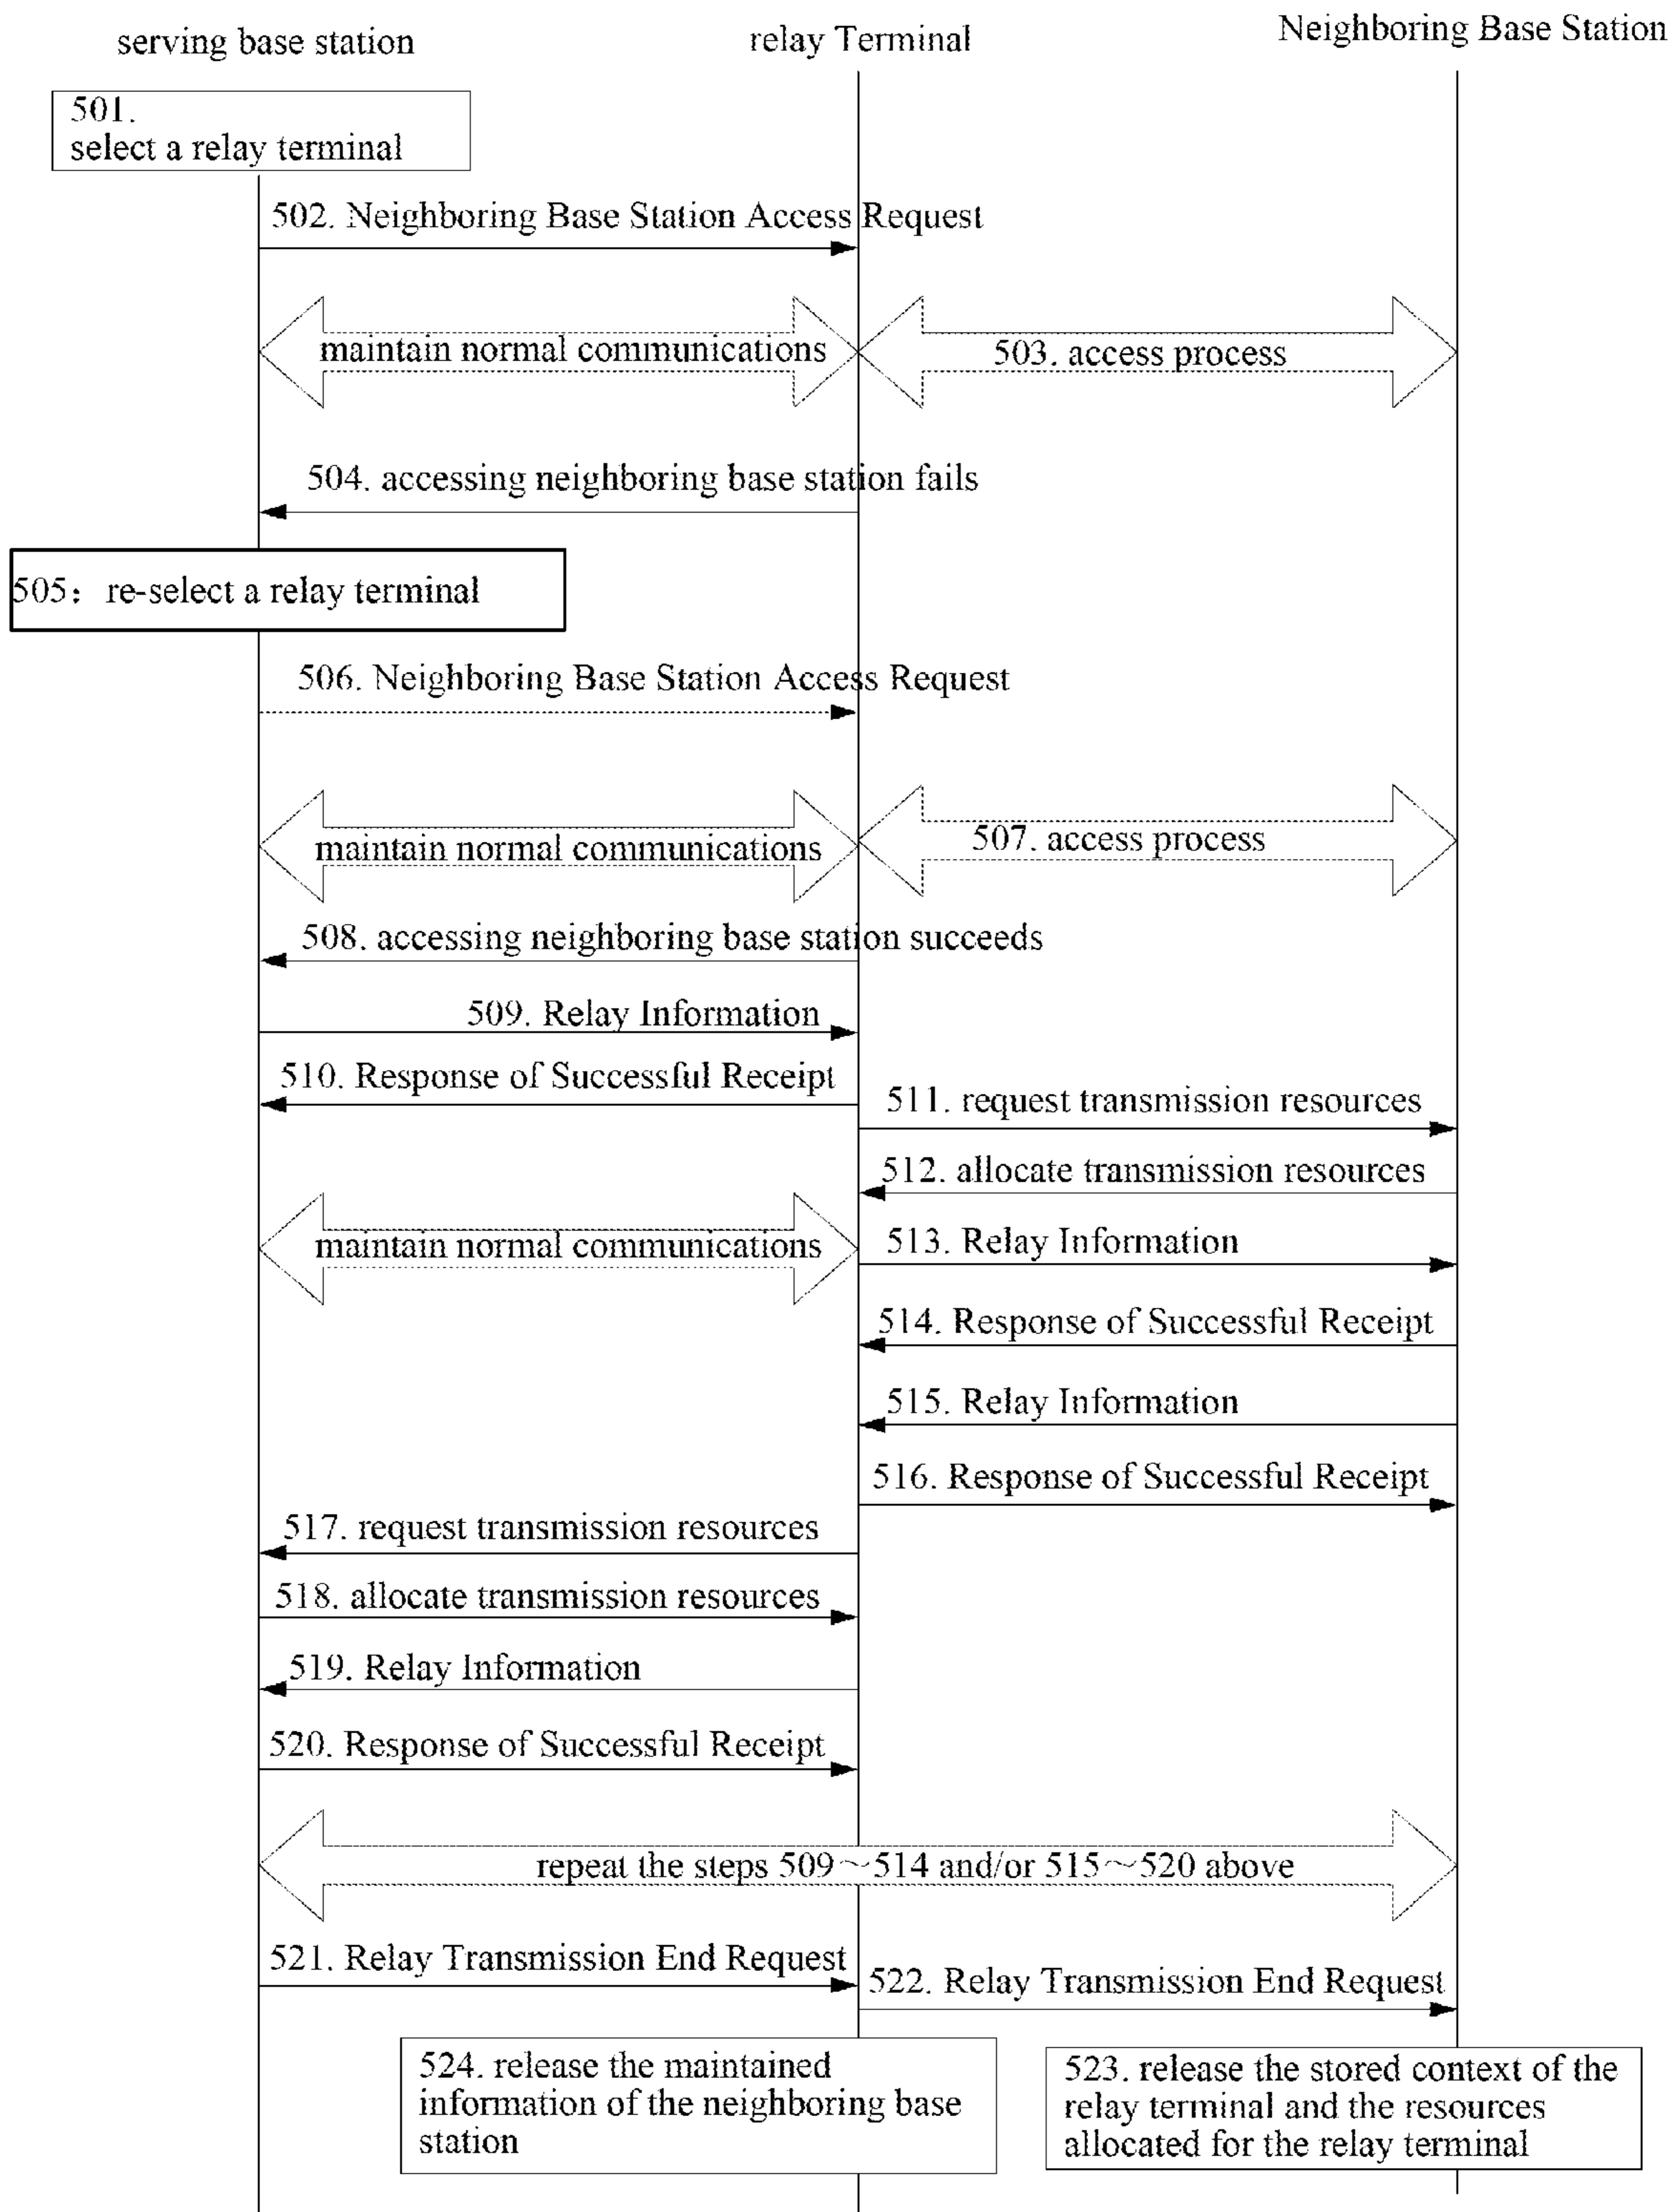 serving base station
relay Terminal
Neighboring Base Station
501.
select a relay terminal
502. Neighboring Base Station Access Request
maintain normal communications
503. access process
504. accessing neighboring base station fails
505： re-select a relay terminal
506. Neighboring Base Station Access Request
maintain normal communications
507. access process
508. accessing neighboring base station succeeds
509. Relay Information
510. Response of Successful Receipt
511. request transmission resources
512. allocate transmission resources
maintain normal communications
513. Relay Information
514. Response of Successful Receipt
515. Relay Information
516. Response of Successful Receipt
517. request transmission resources
518. allocate transmission resources
519. Relay Information
520. Response of Successful Receipt
repeat the steps 509～514 and/or 515～520 above
521. Relay Transmission End Request
522. Relay Transmission End Request
524. release the maintained
information of the neighboring base
station
523. release the stored context of the
relay terminal and the resources
allocated for the relay terminal